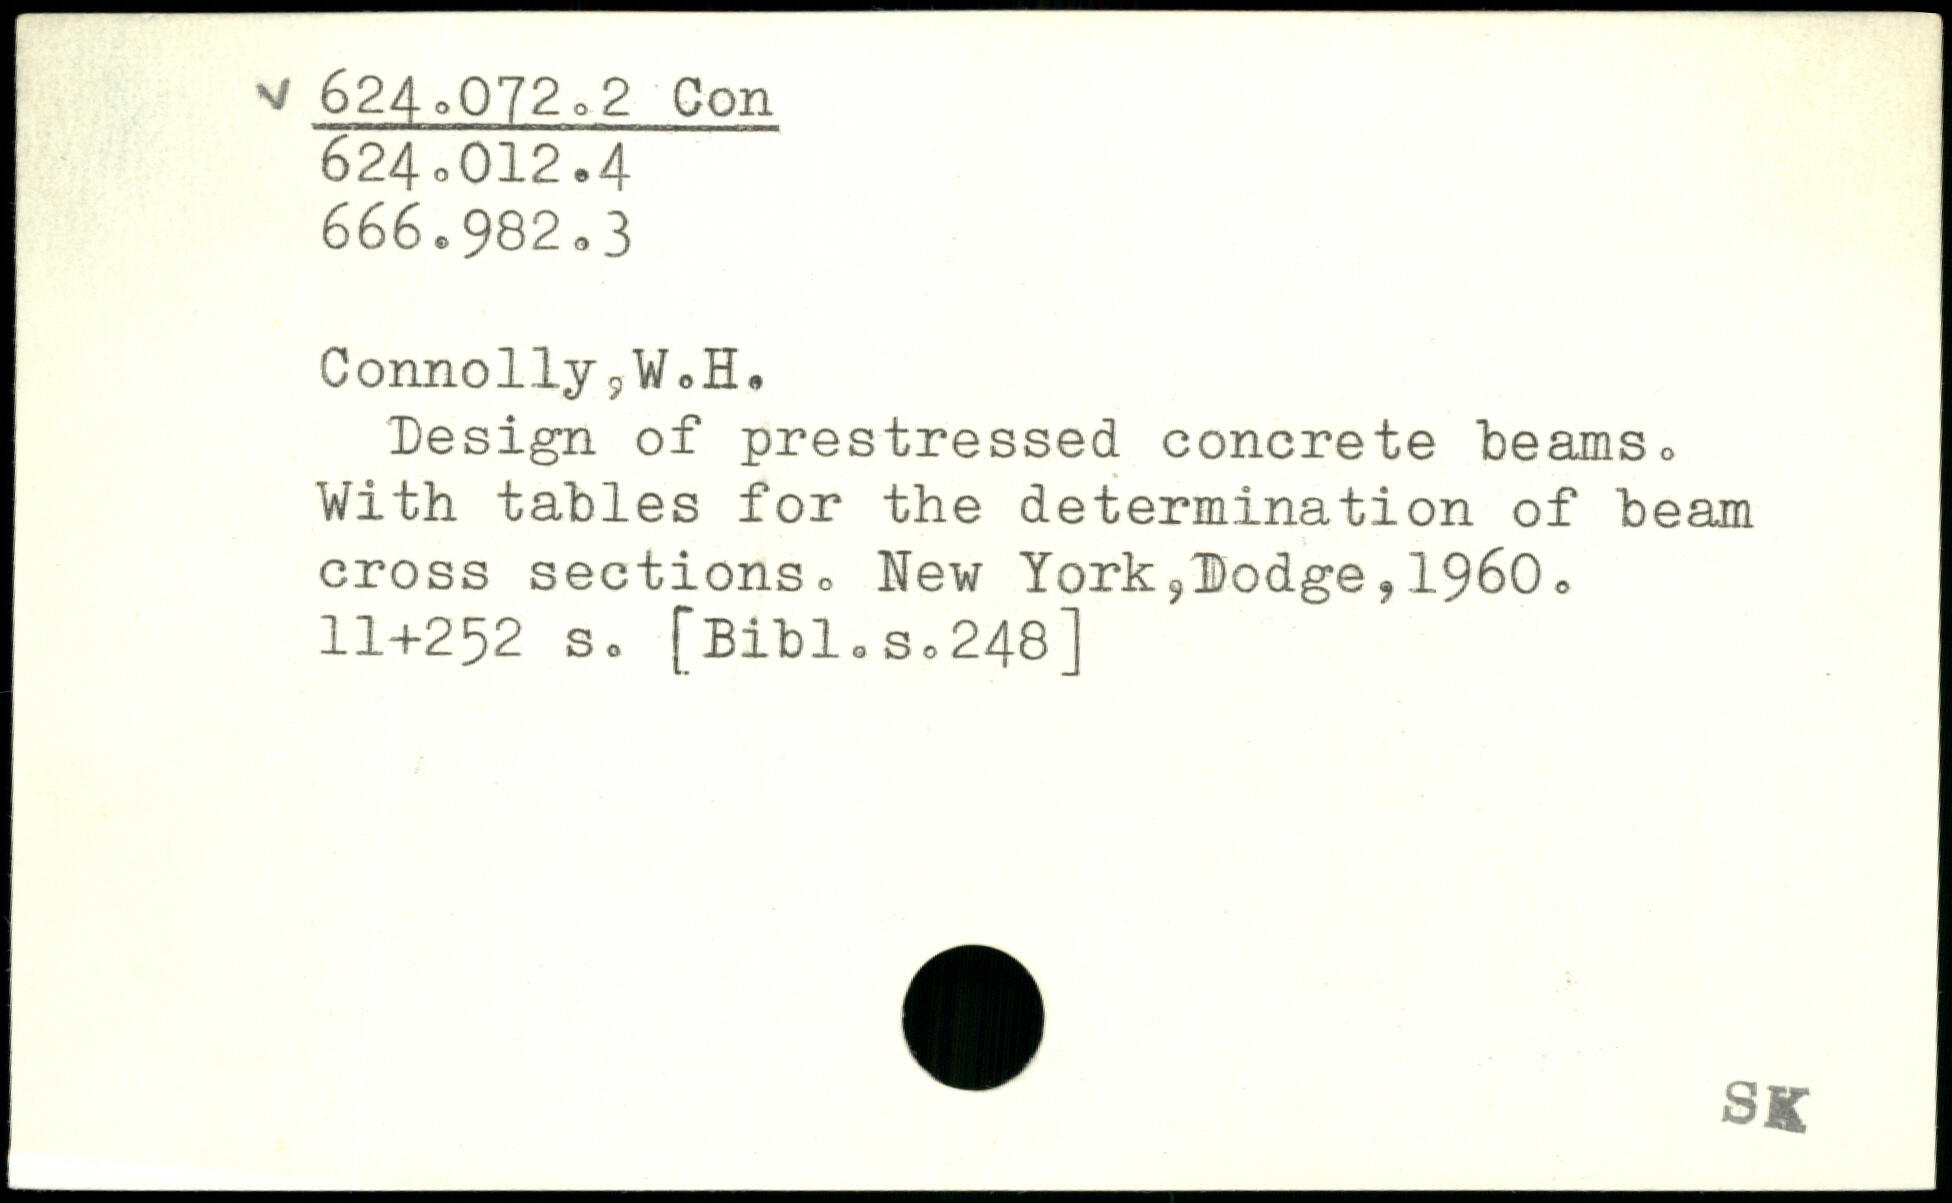 ✓ 624.072.2 Con
624.012.4
666.982.3
Connolly,W.H.
Design of prestressed concrete beams.
With tables for the determination of beam
cross sections. New York,Dodge,1960.
11+252 s. [Bibl.s.248]
SK